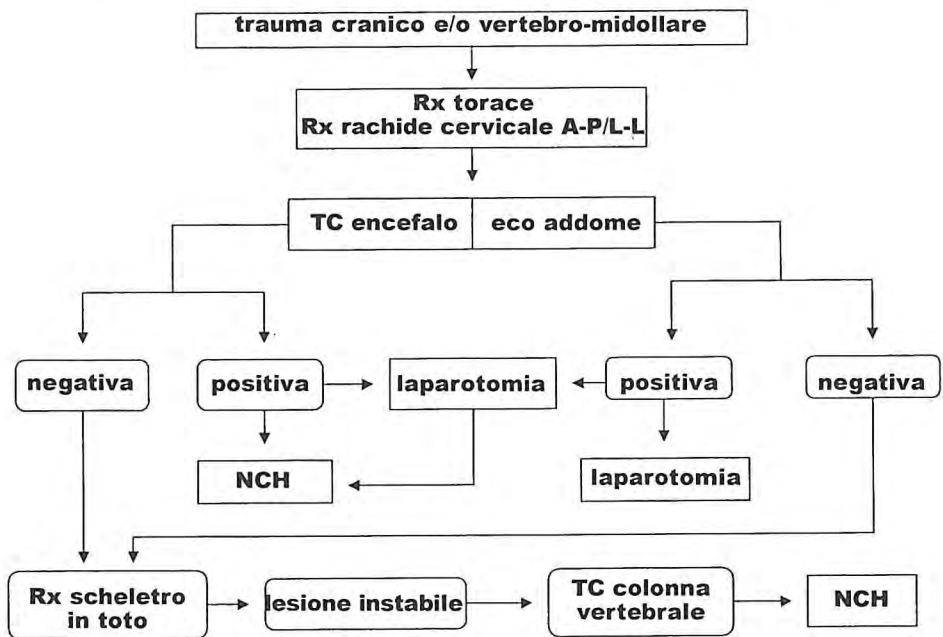 trauma cranico e/o vertebro-midollare
Rx torace
Rx rachide cervicale A-P/L-L
TC encefalo
eco addome
negativa
positiva
laparotomia
positiva
negativa
NCH
laparotomia
Rx scheletro
in toto
lesione instabile
TC colonna
vertebrale
NCH